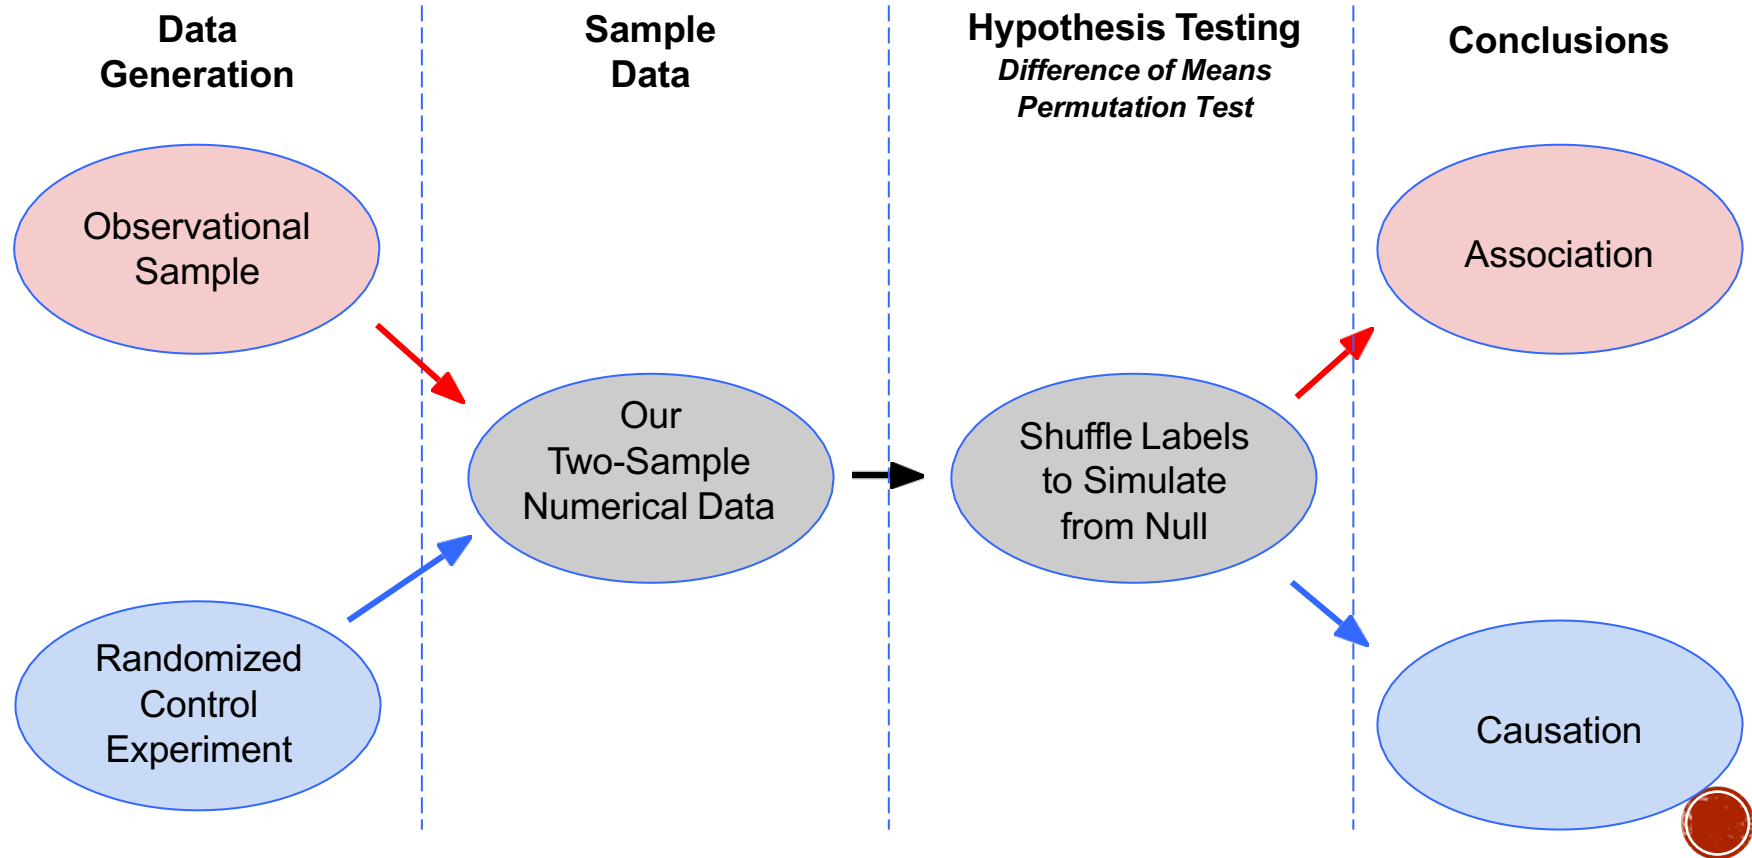 Data
Generation
Sample
Data
Hypothesis Testing
Difference of Means
Permutation Test
Conclusions
Observational
Sample
Randomized
Control
Experiment
Our
Two-Sample
Numerical Data
Shuffle Labels
to Simulate
from Null
Association
Causation